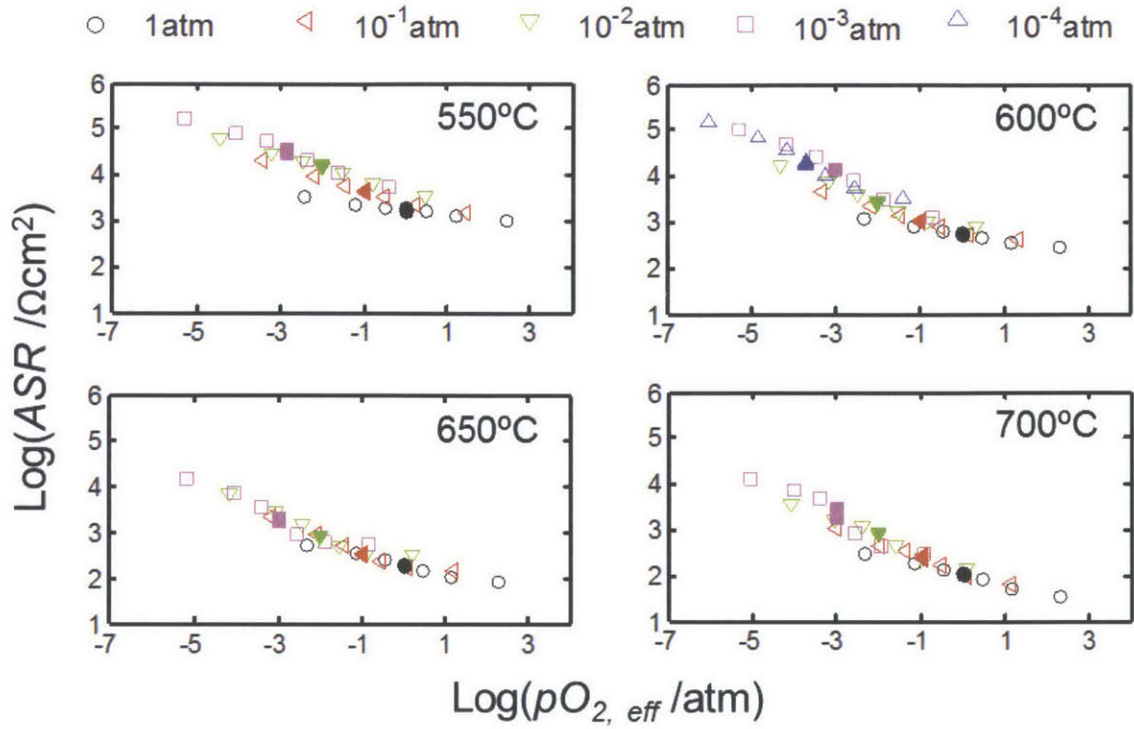 1atm 10⁻¹atm 10⁻²atm 10⁻³atm 10⁻⁴atm
6 5 4 3 2 1
550ºC
-7 -5 -3 -1 1 3
6 5 4 3 2 1
600ºC
-7 -5 -3 -1 1 3
6 5 4 3 2 1
650ºC
-7 -5 -3 -1 1 3
6 5 4 3 2 1
700ºC
-7 -5 -3 -1 1 3
Log(ASR /Ωcm²)
Log(pO₂, eff /atm)